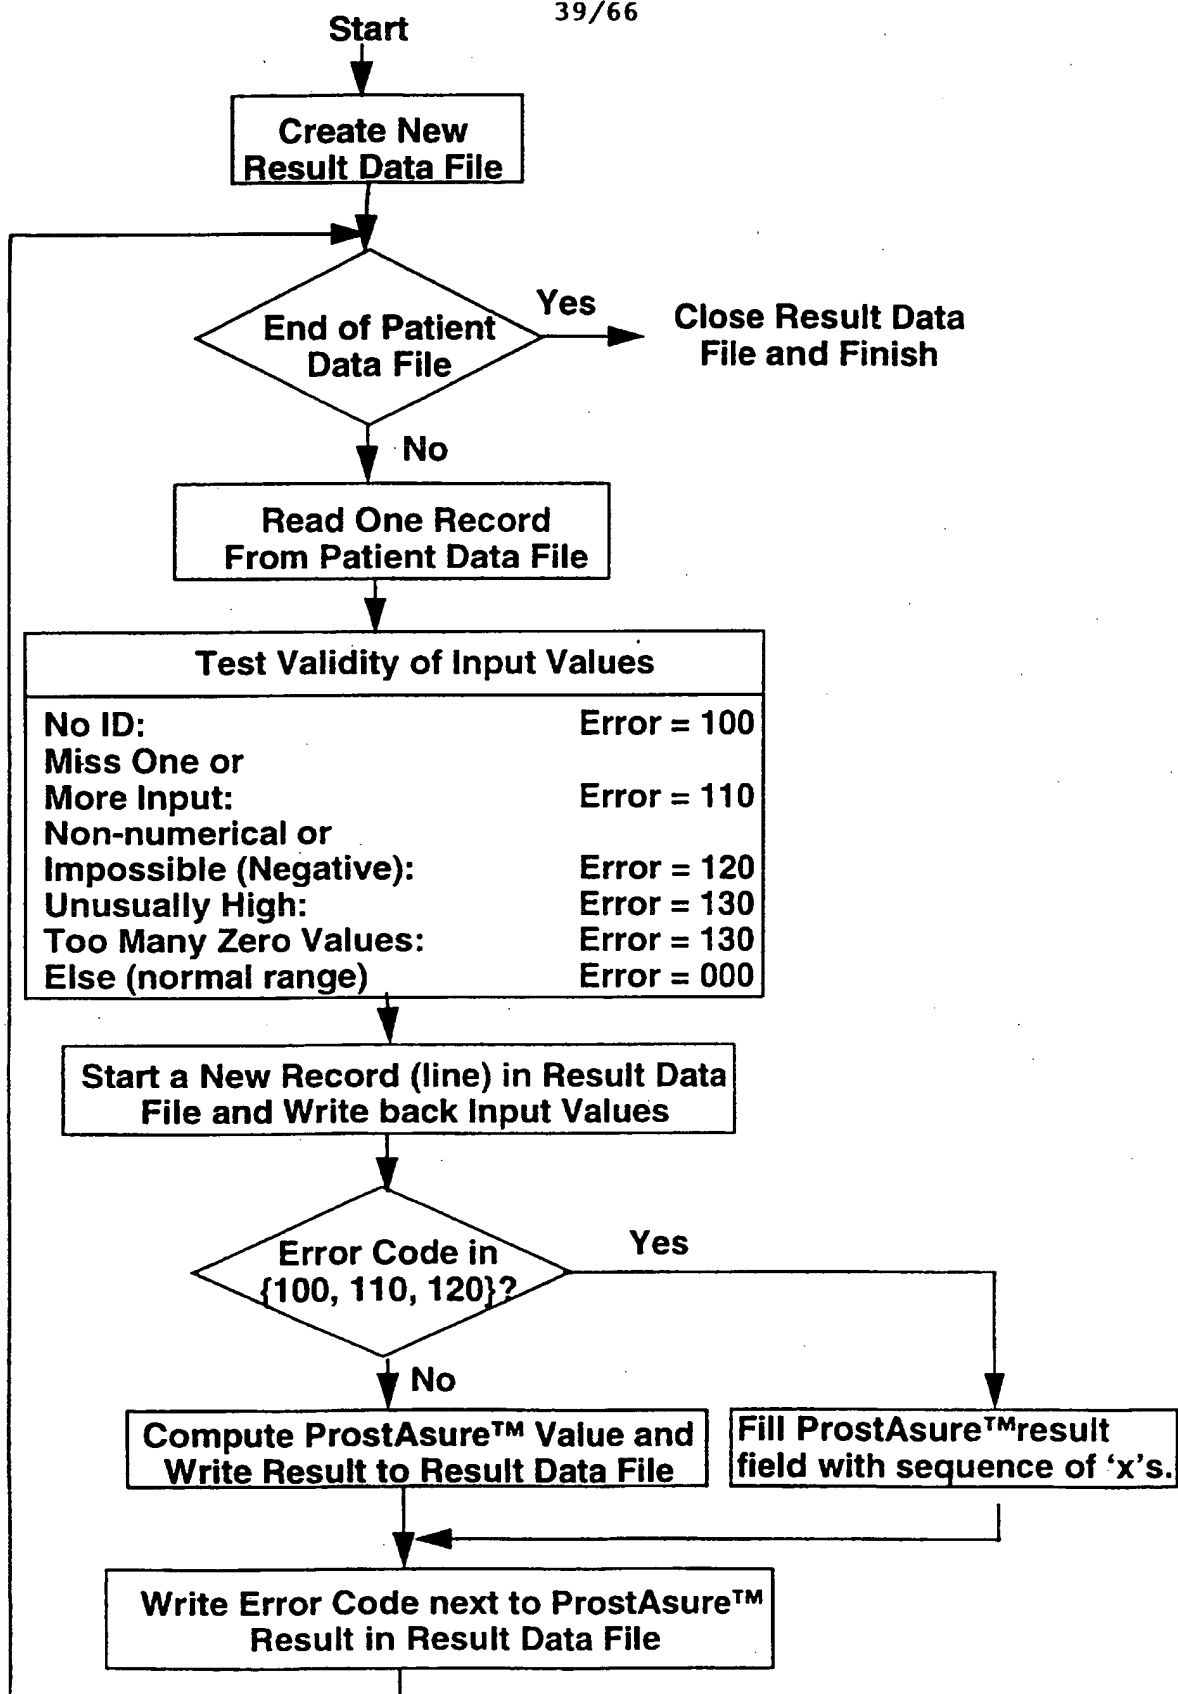 39/66
Start
Create New
Result Data File
End of Patient
Data File
Yes
Close Result Data
File and Finish
No
Read One Record
From Patient Data File
Test Validity of Input Values
No ID: Error = 100
Miss One or
More Input: Error = 110
Non-numerical or
Impossible (Negative): Error = 120
Unusually High: Error = 130
Too Many Zero Values: Error = 130
Else (normal range) Error = 000
Start a New Record (line) in Result Data
File and Write back Input Values
Error Code in
{100, 110, 120}?
Yes
No
Compute ProstAsure™ Value and
Write Result to Result Data File
Fill ProstAsure™result
field with sequence of ‘x’s.
Write Error Code next to ProstAsure™
Result in Result Data File